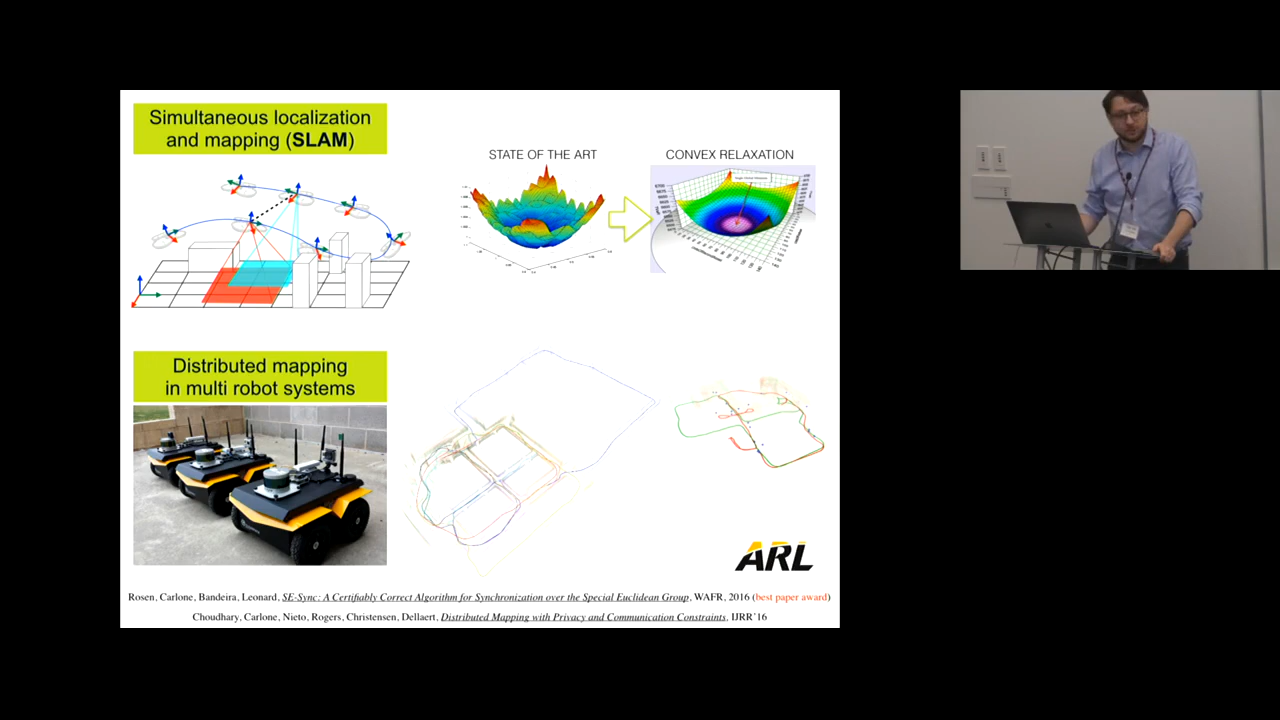 Simultaneous localization
and mapping (SLAM)
STATE OF THE ART
CONVEX RELAXATION
Distributed mapping
in multi robot systems
ARL
Rosen, Carlone, Bandeira, Leonard, SE-Sync: A Certifiably Correct Algorithm for Synchronization over the Special Euclidean Group, WAFR, 2016 (best paper award)
Choudhary, Carlone, Nieto, Rogers, Christensen, Dellaert, Distributed Mapping with Privacy and Communication Constraints, IJRR'16